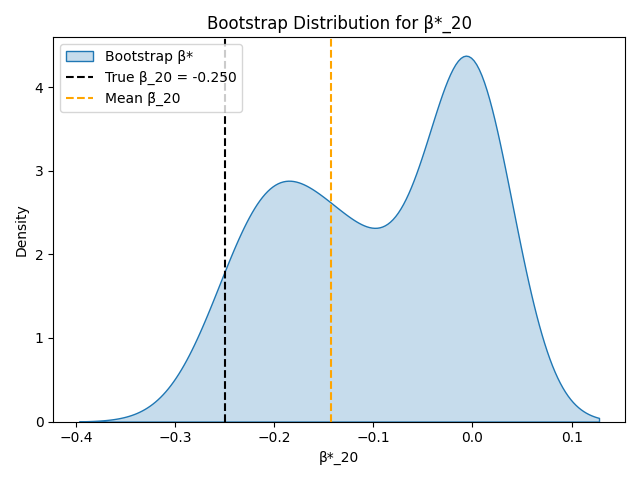 Bootstrap Distribution for β*_20
Bootstrap β*
True β_20 = -0.250
Mean β_20
Density
4
3
2
1
0
−0.4
−0.3
−0.2
−0.1
0.0
0.1
β*_20